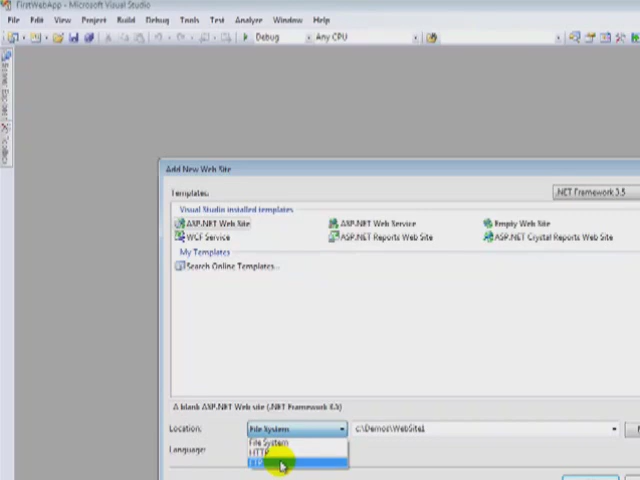 FirstWebApp - Microsoft Visual Studio
File Edit View Project Build Debug Tools Test Analyze Window Help
Debug Any CPU
Server Explorer Toolbox
Add New Web Site
Templates: .NET Framework 3.5
Visual Studio installed templates
ASP.NET Web Site ASP.NET Web Service Empty Web Site
WCF Service ASP.NET Reports Web Site ASP.NET Crystal Reports Web Site
My Templates
Search Online Templates...
A blank ASP.NET Web site (.NET Framework 3.5)
Location: File System c:\Demos\WebSite1
File System
Language: HTTP
FTP